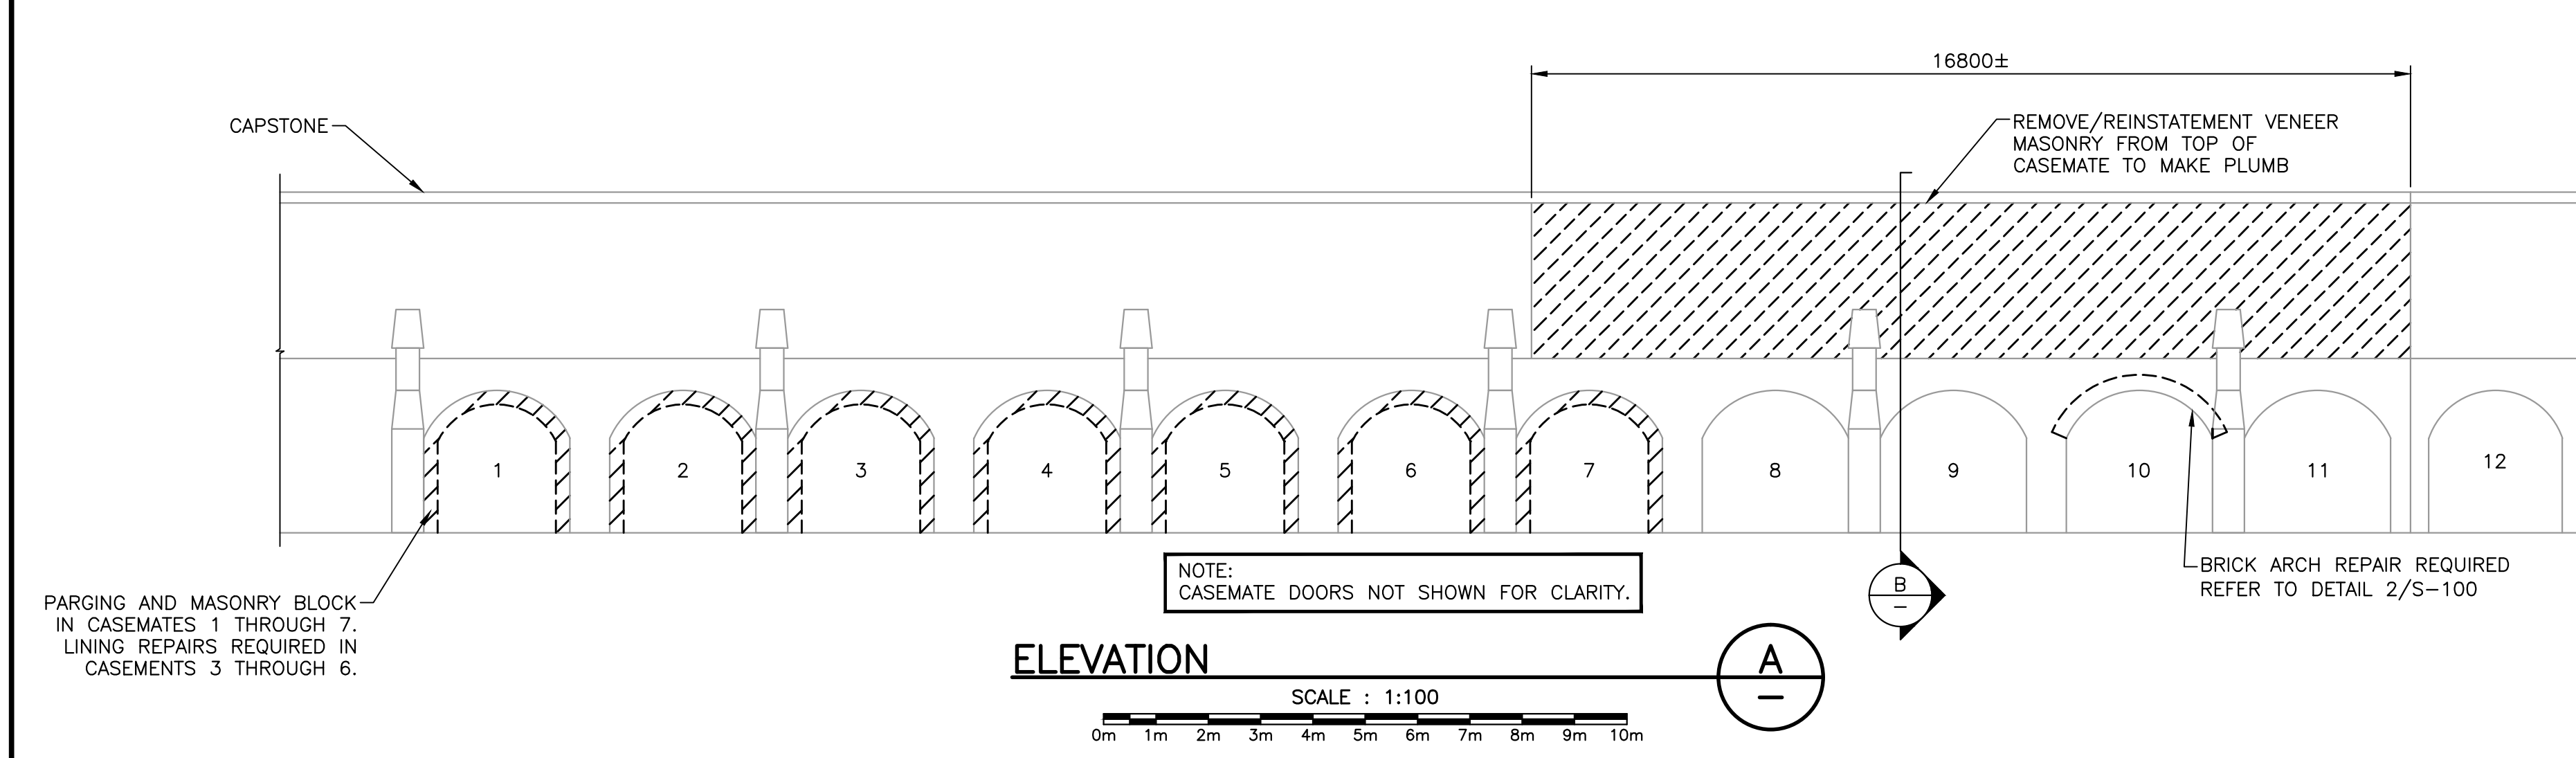 16800±
CAPSTONE
REMOVE/REINSTATEMENT VENEER
MASONRY FROM TOP OF
CASEMATE TO MAKE PLUMB
1
2
3
4
5
6
7
8
9
10
11
12
PARGING AND MASONRY BLOCK
IN CASEMATES 1 THROUGH 7.
LINING REPAIRS REQUIRED IN
CASEMENTS 3 THROUGH 6.
NOTE:
CASEMATE DOORS NOT SHOWN FOR CLARITY.
B
–
BRICK ARCH REPAIR REQUIRED
REFER TO DETAIL 2/S-100
ELEVATION
A
–
SCALE : 1:100
0m 1m 2m 3m 4m 5m 6m 7m 8m 9m 10m